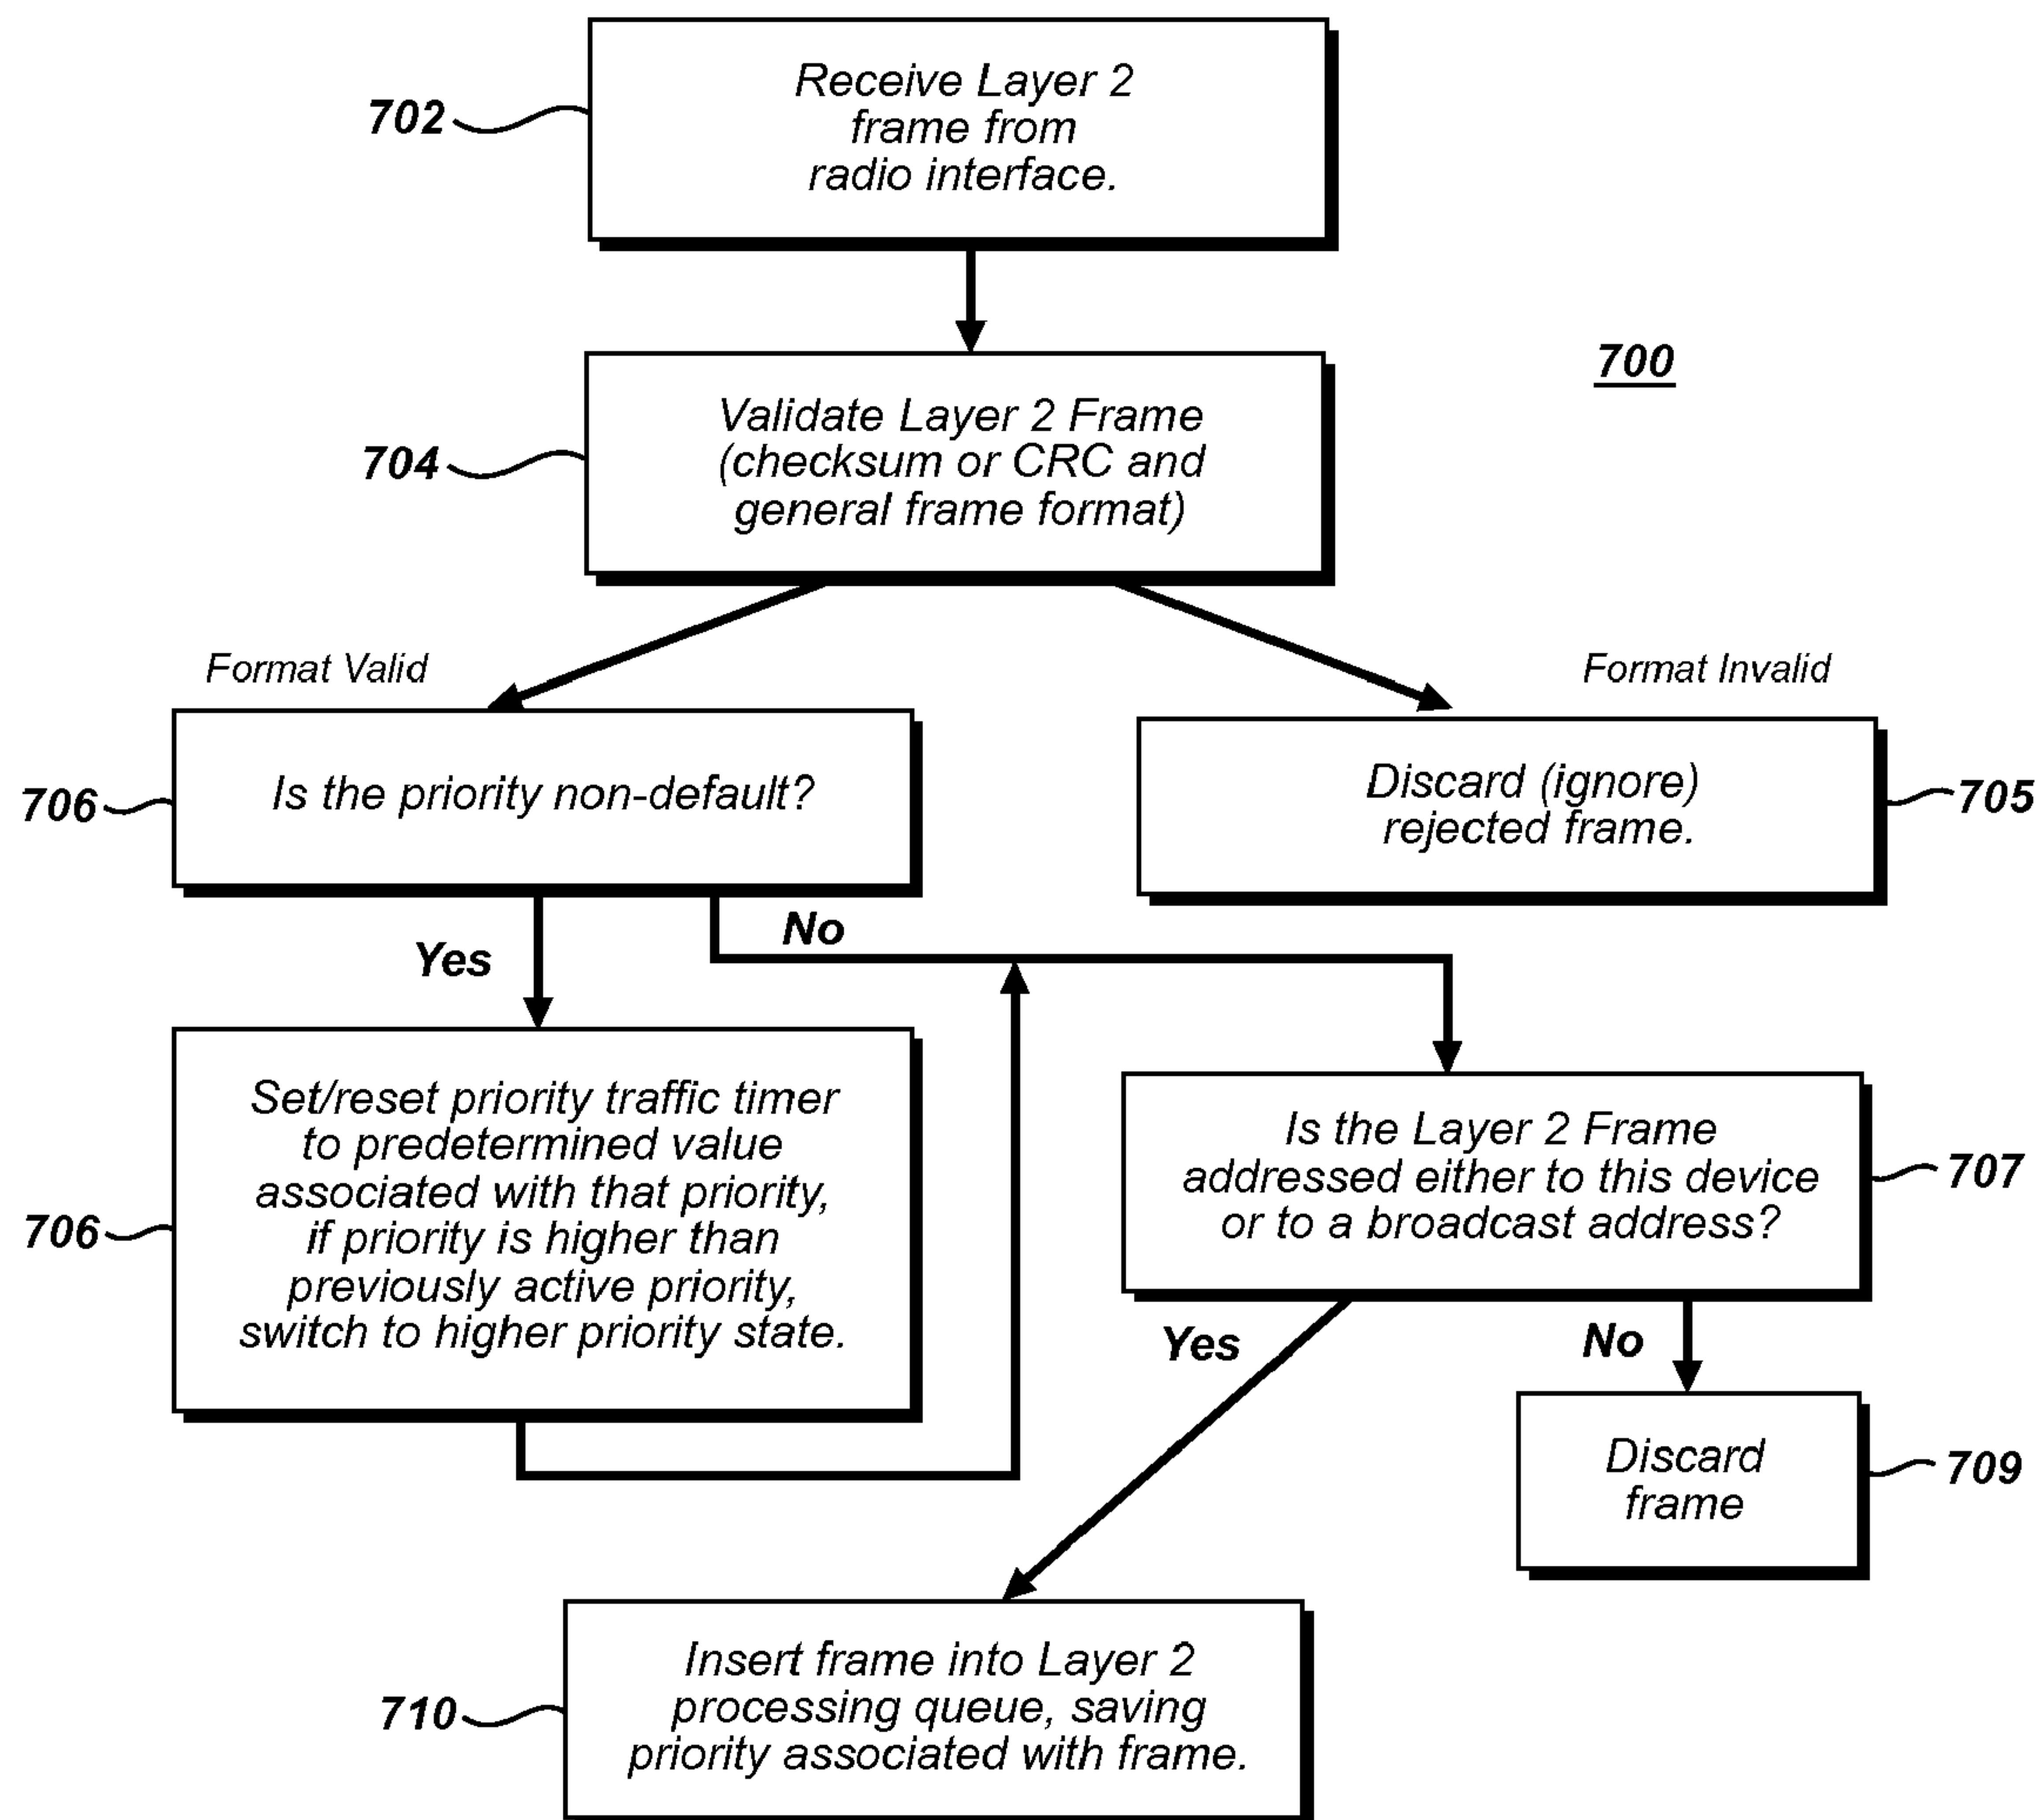 702
Receive Layer 2
frame from
radio interface.
700
704
Validate Layer 2 Frame
(checksum or CRC and
general frame format)
Format Valid
Format Invalid
706
Is the priority non-default?
Discard (ignore)
rejected frame.
705
Yes
No
706
Set/reset priority traffic timer
to predetermined value
associated with that priority,
if priority is higher than
previously active priority,
switch to higher priority state.
Is the Layer 2 Frame
addressed either to this device
or to a broadcast address?
707
Yes
No
Discard
frame
709
710
Insert frame into Layer 2
processing queue, saving
priority associated with frame.